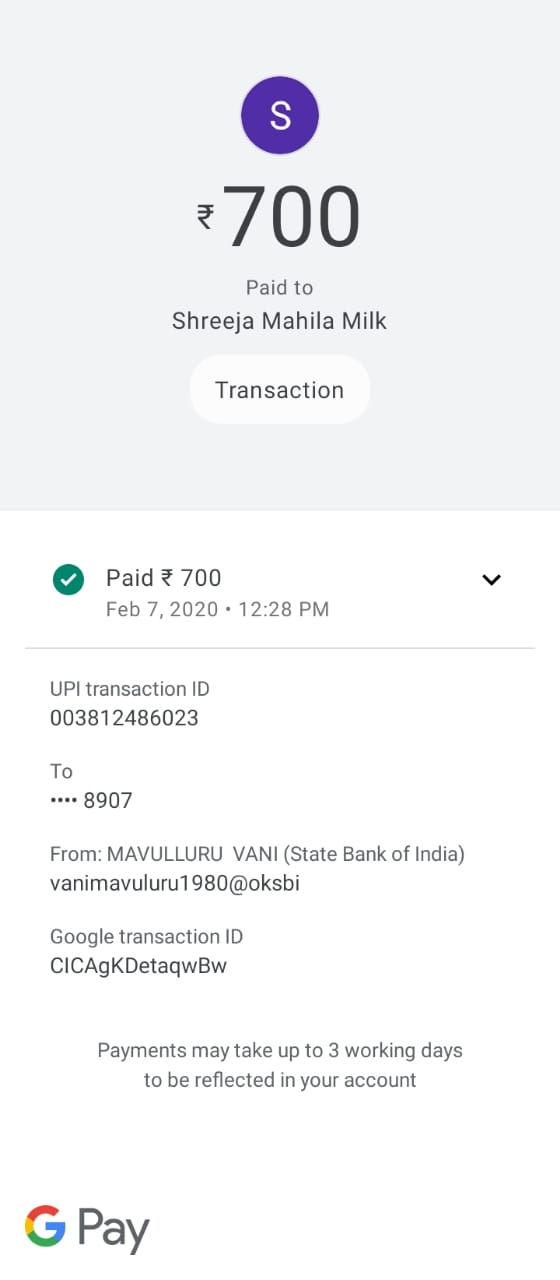 S
₹700
Paid to
Shreeja Mahila Milk
Transaction
Paid ₹ 700
Feb 7, 2020 • 12:28 PM
UPI transaction ID
003812486023
To
•••• 8907
From: MAVULLURU  VANI (State Bank of India)
vanimavuluru1980@oksbi
Google transaction ID
CICAgKDetaqwBw
Payments may take up to 3 working days
to be reflected in your account
G Pay